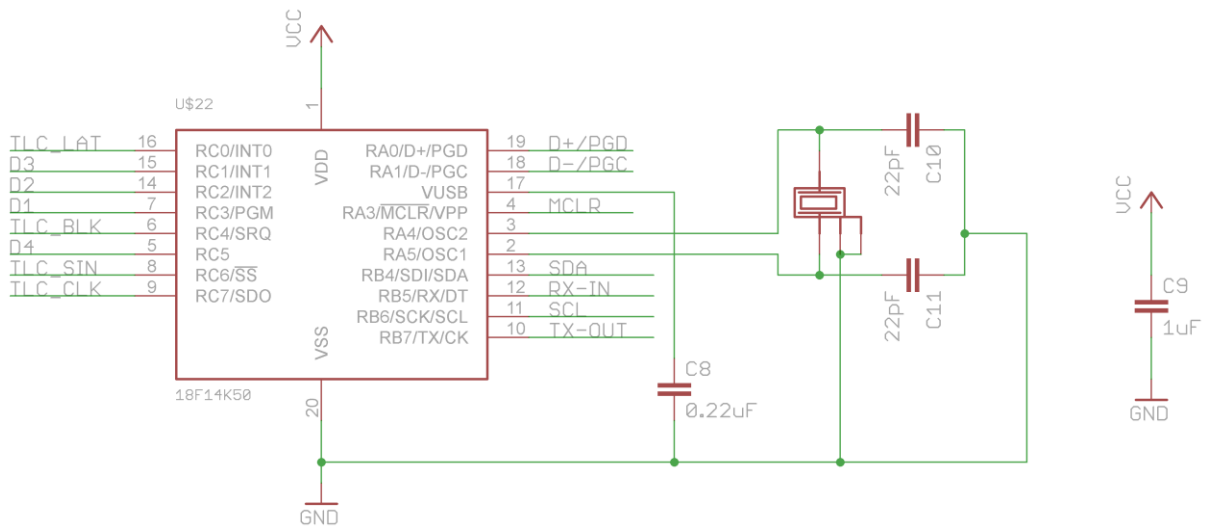 VCC
U$22
1
VDD
TLC_LAT 16 RC0/INT0 RA0/D+/PGD 19 D+/PGD
D3 15 RC1/INT1 RA1/D-/PGC 18 D-/PGC
D2 14 RC2/INT2 VUSB 17
D1 7 RC3/PGM RA3/MCLR/VPP 4 MCLR
TLC_BLK 6 RC4/SRQ RA4/OSC2 3
D4 5 RC5 RA5/OSC1 2
TLC_SIN 8 RC6/SS RB4/SDI/SDA 13 SDA
TLC_CLK 9 RC7/SDO RB5/RX/DT 12 RX-IN
RB6/SCK/SCL 11 SCL
RB7/TX/CK 10 TX-OUT
VSS
18F14K50
20
GND
C8
0.22uF
22pF
C10
22pF
C11
VCC
C9
1uF
GND